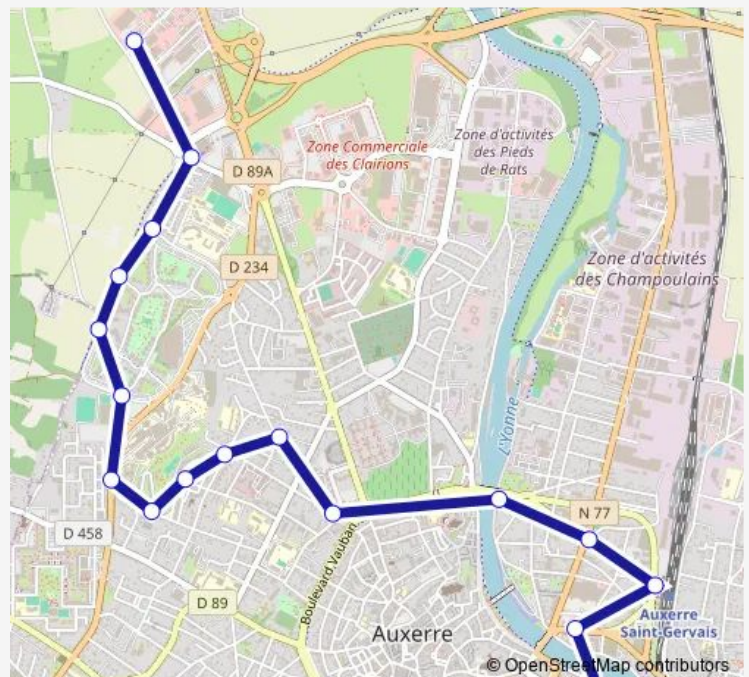 Zone d'activités
des Pieds
de Rats
Zone Commerciale
des Clairions
D 89A
D 234
Zone d'activités
des Champoulains
L'Yonne
N 77
D 458
Boulevard Vauban
D 89
Auxerre
Saint-Gervais
Auxerre
© OpenStreetMap contributors